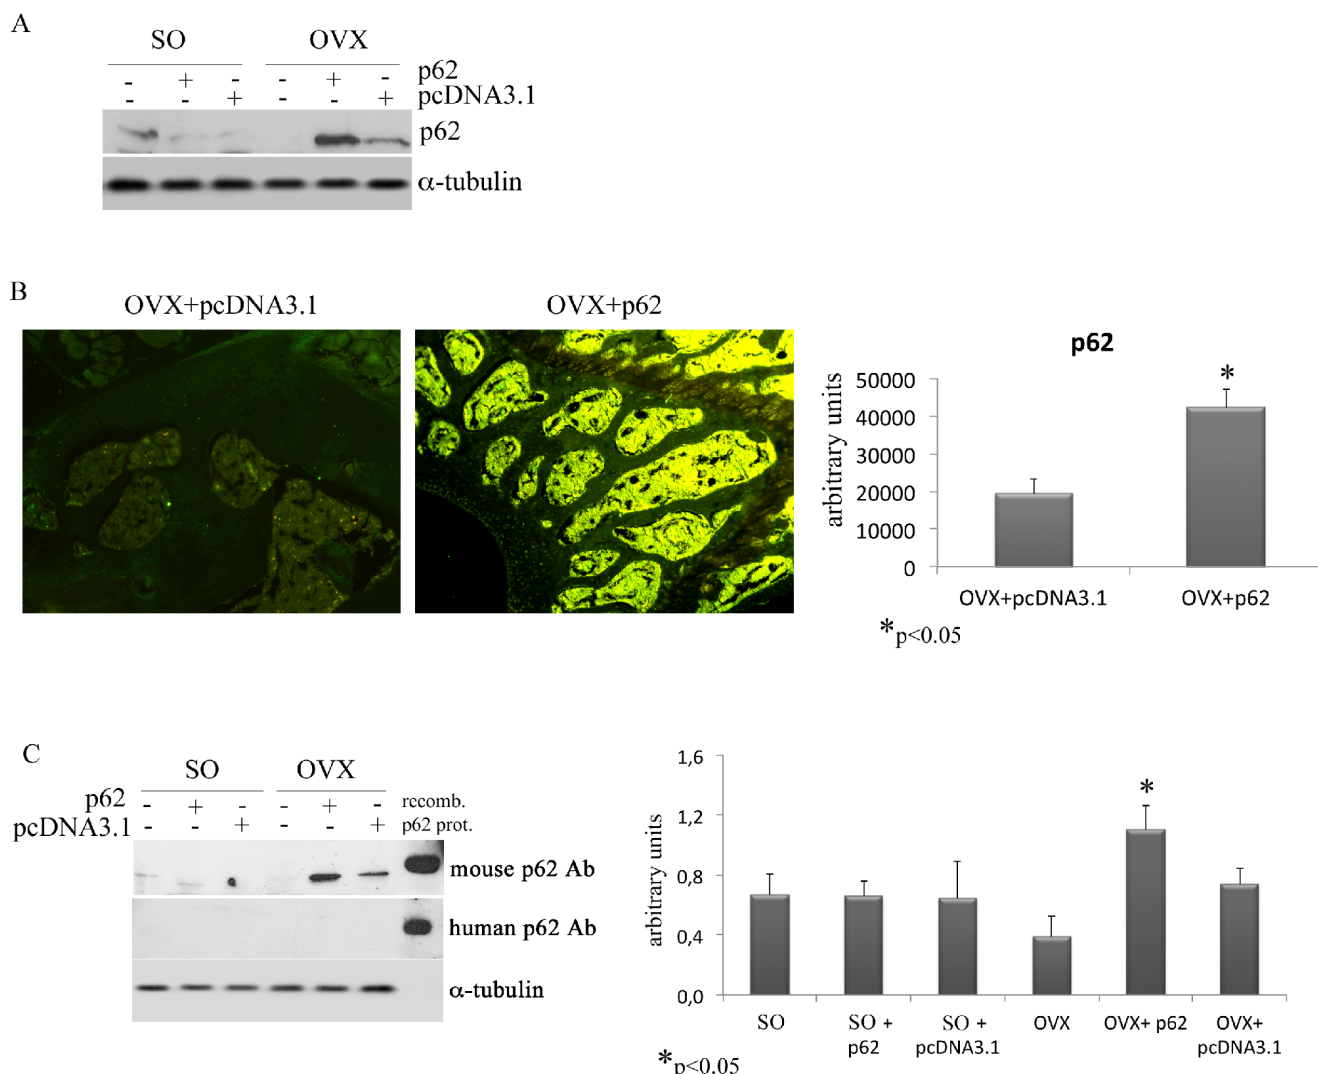 A
SO OVX
- + - - + - p62
- - + - - + pcDNA3.1
p62
α-tubulin
B
OVX+pcDNA3.1 OVX+p62
p62
arbitrary units
50000
40000
30000
20000
10000
0
OVX+pcDNA3.1 OVX+p62
*p<0.05
C
SO OVX
p62 - + - - + - recomb.
pcDNA3.1 - - + - - + p62 prot.
mouse p62 Ab
human p62 Ab
α-tubulin
arbitrary units
1,6
1,2
0,8
0,4
0,0
*
SO SO + p62 SO + pcDNA3.1 OVX OVX+ p62 OVX+ pcDNA3.1
*p<0.05